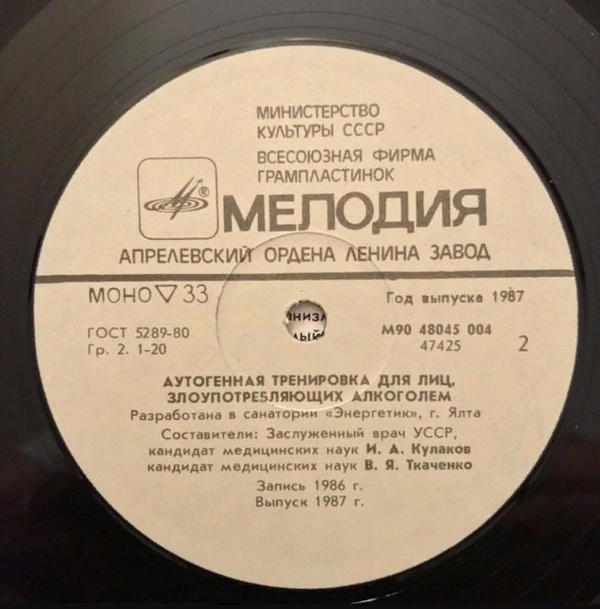 МИНИСТЕРСТВО
КУЛЬТУРЫ СССР
ВСЕСОЮЗНАЯ ФИРМА
ГРАМПЛАСТИНОК
®
МЕЛОДИЯ
АПРЕЛЕВСКИЙ ОРДЕНА ЛЕНИНА ЗАВОД
МОНО ▽ 33
Год выпуска 1987
ГОСТ 5289-80
Гр. 2. 1-20
М90 48045 004
47425
2
АУТОГЕННАЯ ТРЕНИРОВКА ДЛЯ ЛИЦ,
ЗЛОУПОТРЕБЛЯЮЩИХ АЛКОГОЛЕМ
Разработана в санатории «Энергетик», г. Ялта
Составители: Заслуженный врач УССР,
кандидат медицинских наук И. А. Кулаков
кандидат медицинских наук В. Я. Ткаченко
Запись 1986 г.
Выпуск 1987 г.